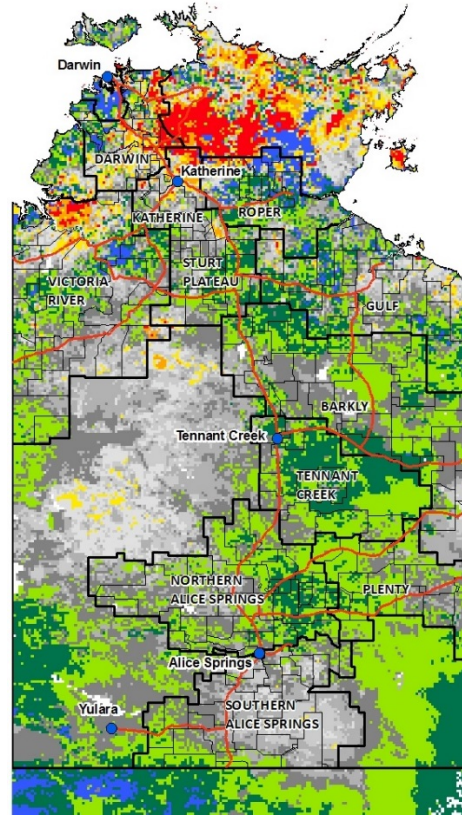 Darwin
DARWIN
Katherine
KATHERINE
ROPER
VICTORIA
RIVER
STURT
PLATEAU
GULF
BARKLY
Tennant Creek
TENNANT
CREEK
NORTHERN
ALICE SPRINGS
PLENTY
Alice Springs
Yulara
SOUTHERN
ALICE SPRINGS